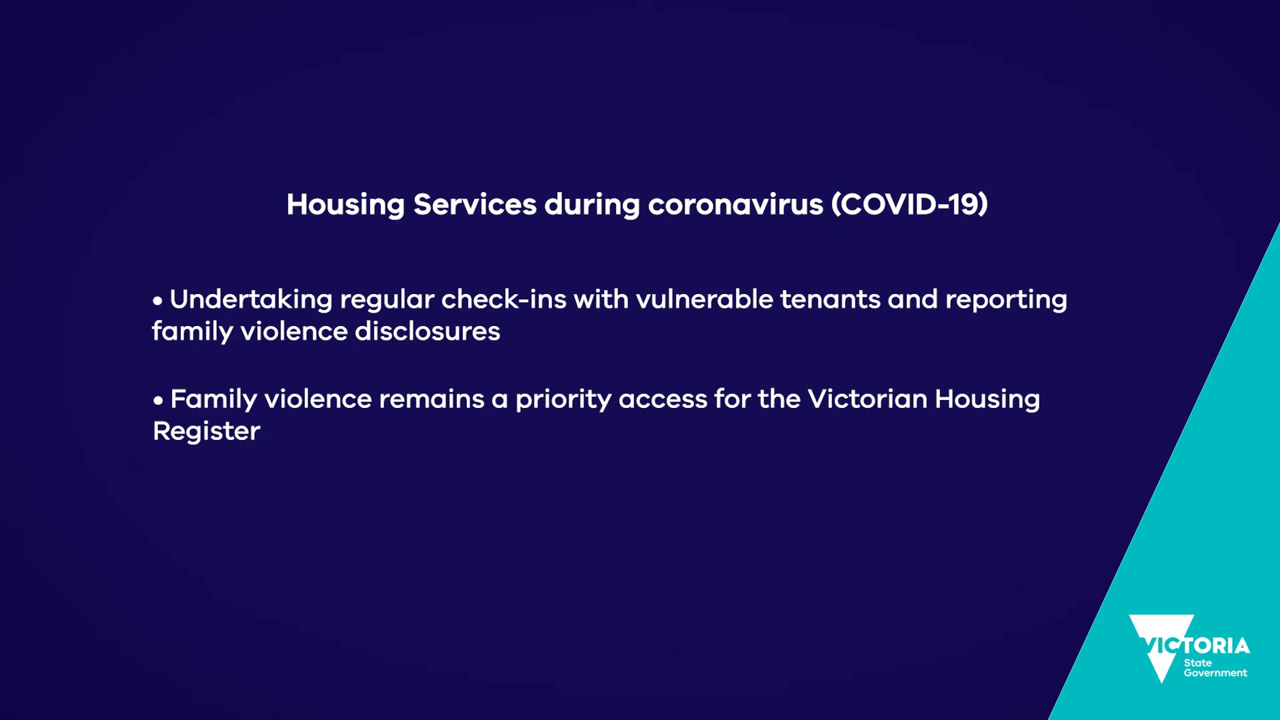 Housing Services during coronavirus (COVID-19)
• Undertaking regular check-ins with vulnerable tenants and reporting
family violence disclosures
• Family violence remains a priority access for the Victorian Housing
Register
VICTORIA
State
Government